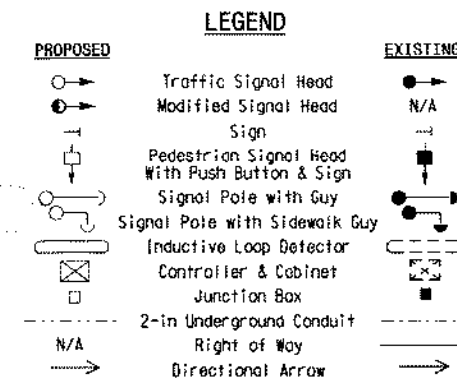 LEGEND
PROPOSED EXISTING
Traffic Signal Head
Modified Signal Head N/A
Sign
Pedestrian Signal Head
With Push Button & Sign
Signal Pole with Guy
Signal Pole with Sidewalk Guy
Inductive Loop Detector
Controller & Cabinet
Junction Box
2-in Underground Conduit
N/A Right of Way
Directional Arrow